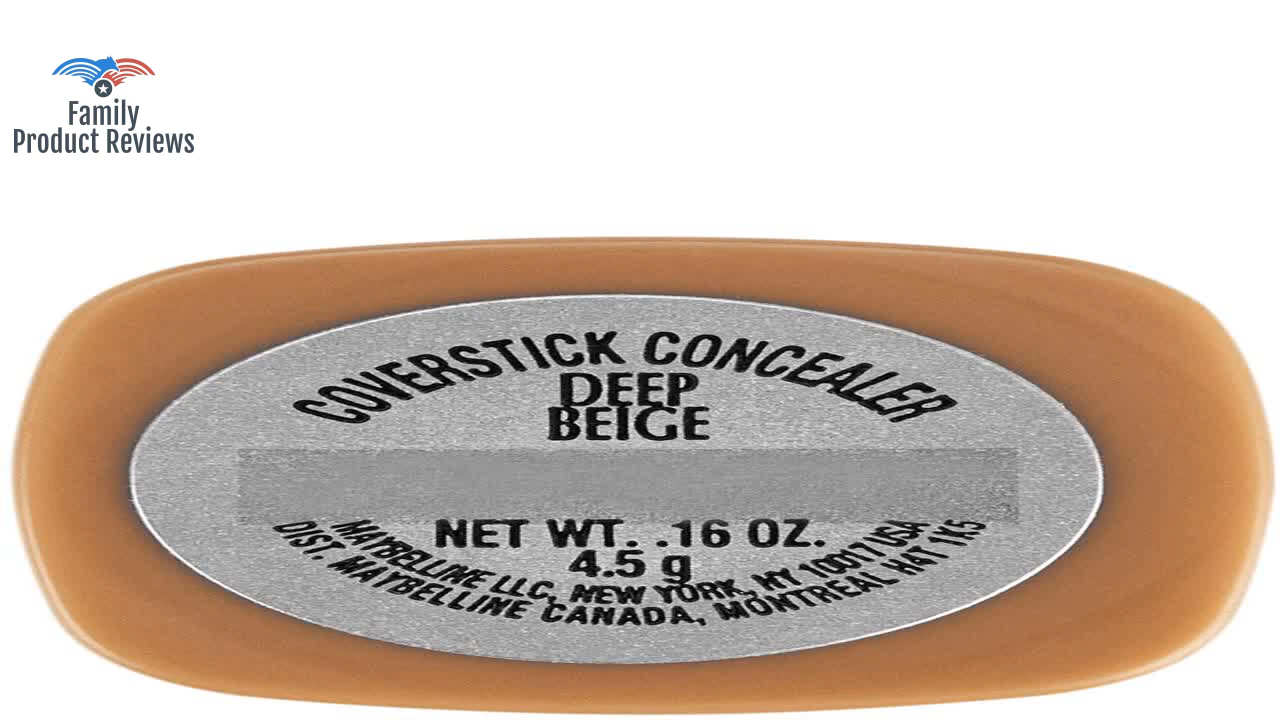 Family
Product Reviews
COVERSTICK CONCEALER
DEEP
BEIGE
NET WT. .16 OZ.
4.5 g
MAYBELLINE LLC, NEW YORK, NY 10017 USA
DIST. MAYBELLINE CANADA, MONTREAL H4T 1K5